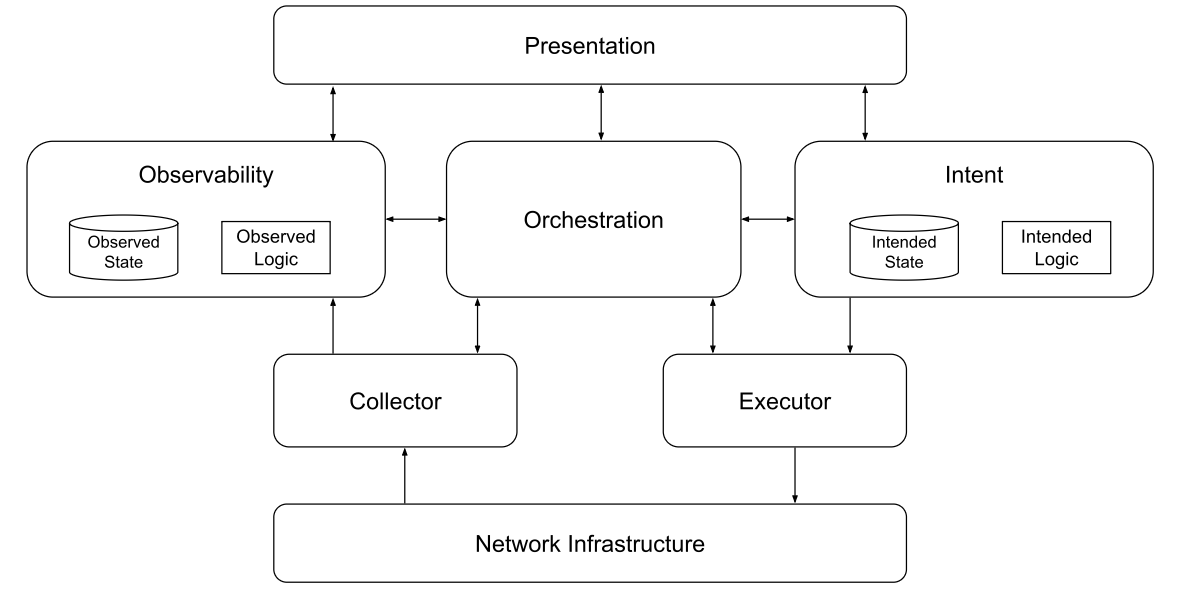 Presentation
Observability
Observed
State
Observed
Logic
Orchestration
Intent
Intended
State
Intended
Logic
Collector
Executor
Network Infrastructure